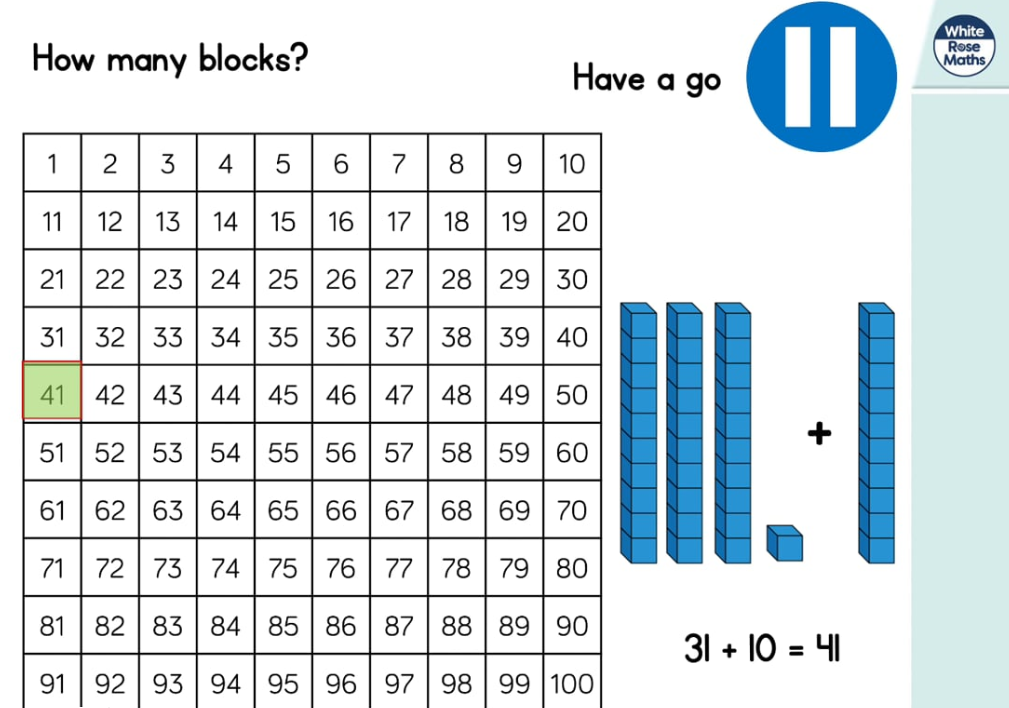 How many blocks?
Have a go
White
Rose
Maths
1 2 3 4 5 6 7 8 9 10
11 12 13 14 15 16 17 18 19 20
21 22 23 24 25 26 27 28 29 30
31 32 33 34 35 36 37 38 39 40
41 42 43 44 45 46 47 48 49 50
51 52 53 54 55 56 57 58 59 60
61 62 63 64 65 66 67 68 69 70
71 72 73 74 75 76 77 78 79 80
81 82 83 84 85 86 87 88 89 90
91 92 93 94 95 96 97 98 99 100
+
31 + 10 = 41